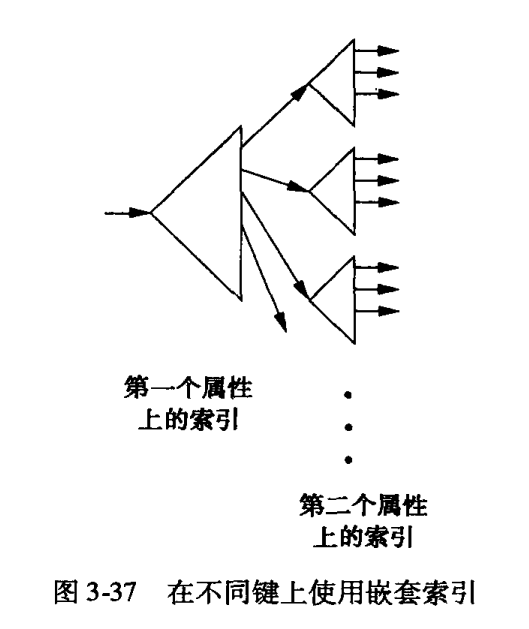 第一个属性
上的索引
第二个属性
上的索引
图 3-37 在不同键上使用嵌套索引